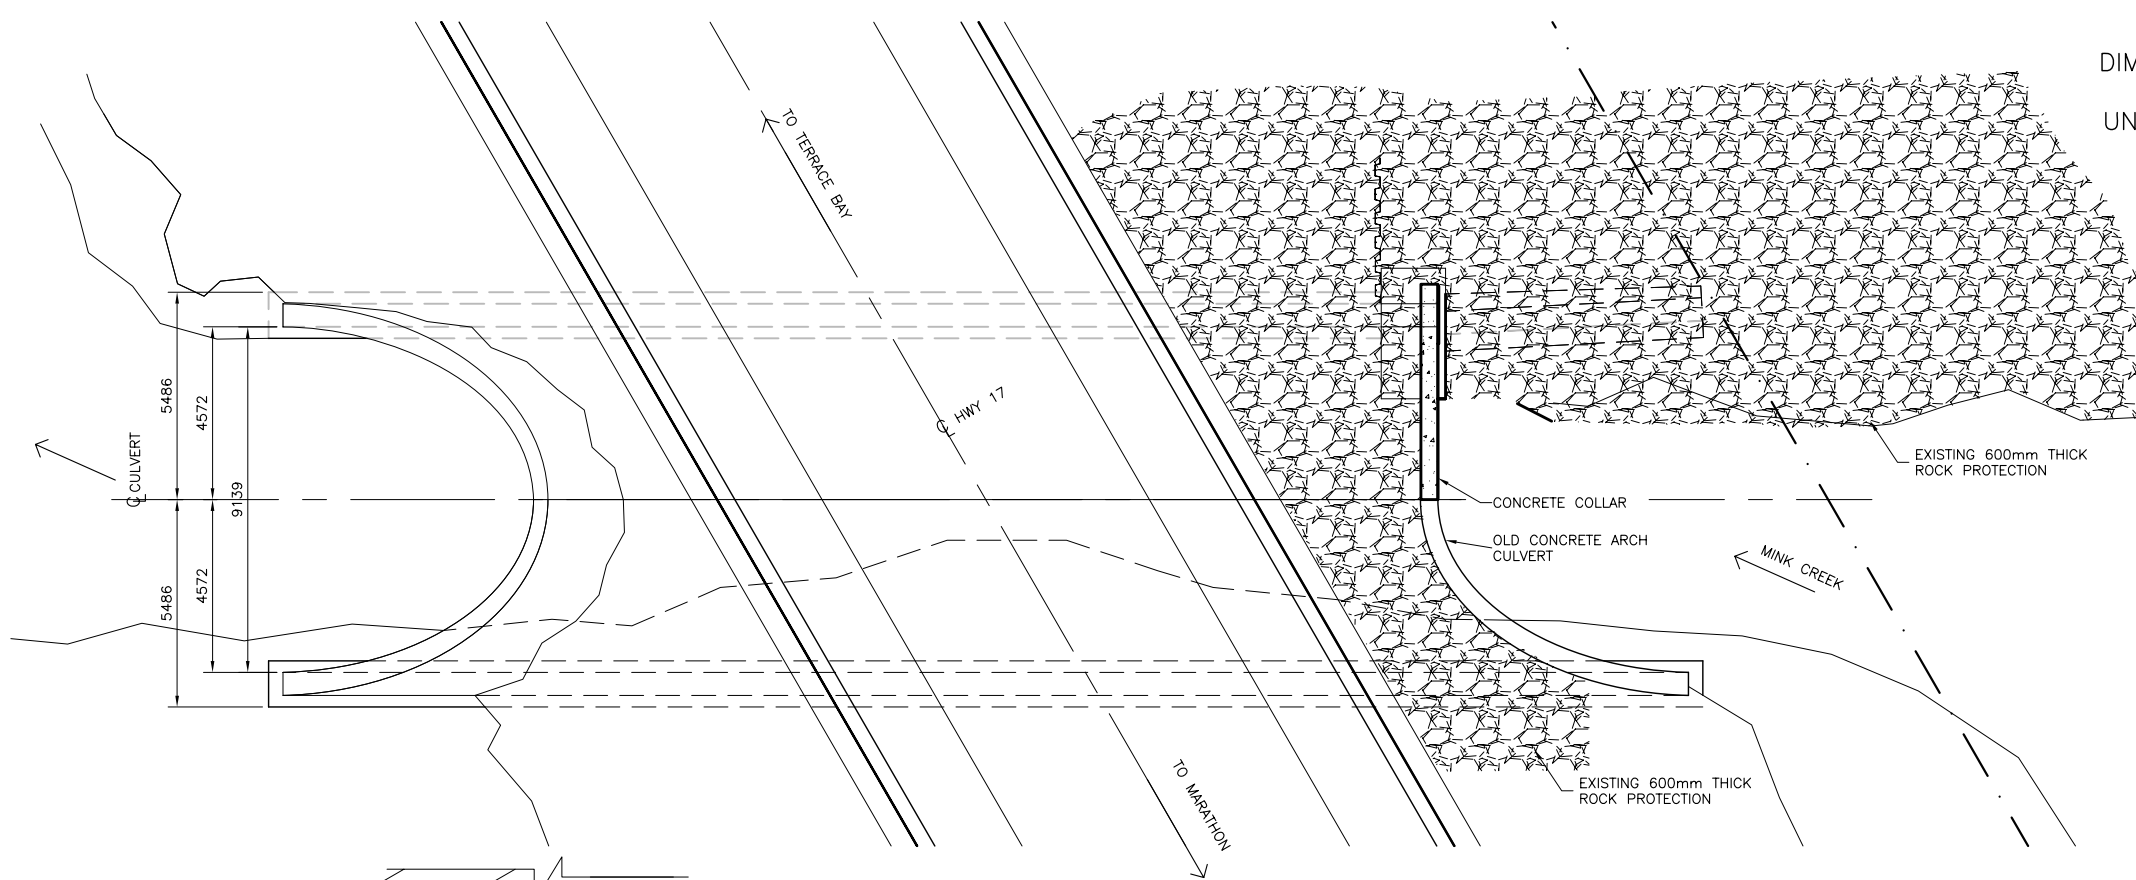 DIM
UN
TO TERRACE BAY
℄ HWY 17
5486
4572
9139
℄ CULVERT
4572
5486
EXISTING 600mm THICK
ROCK PROTECTION
CONCRETE COLLAR
OLD CONCRETE ARCH
CULVERT
MINK CREEK
TO MARATHON
EXISTING 600mm THICK
ROCK PROTECTION